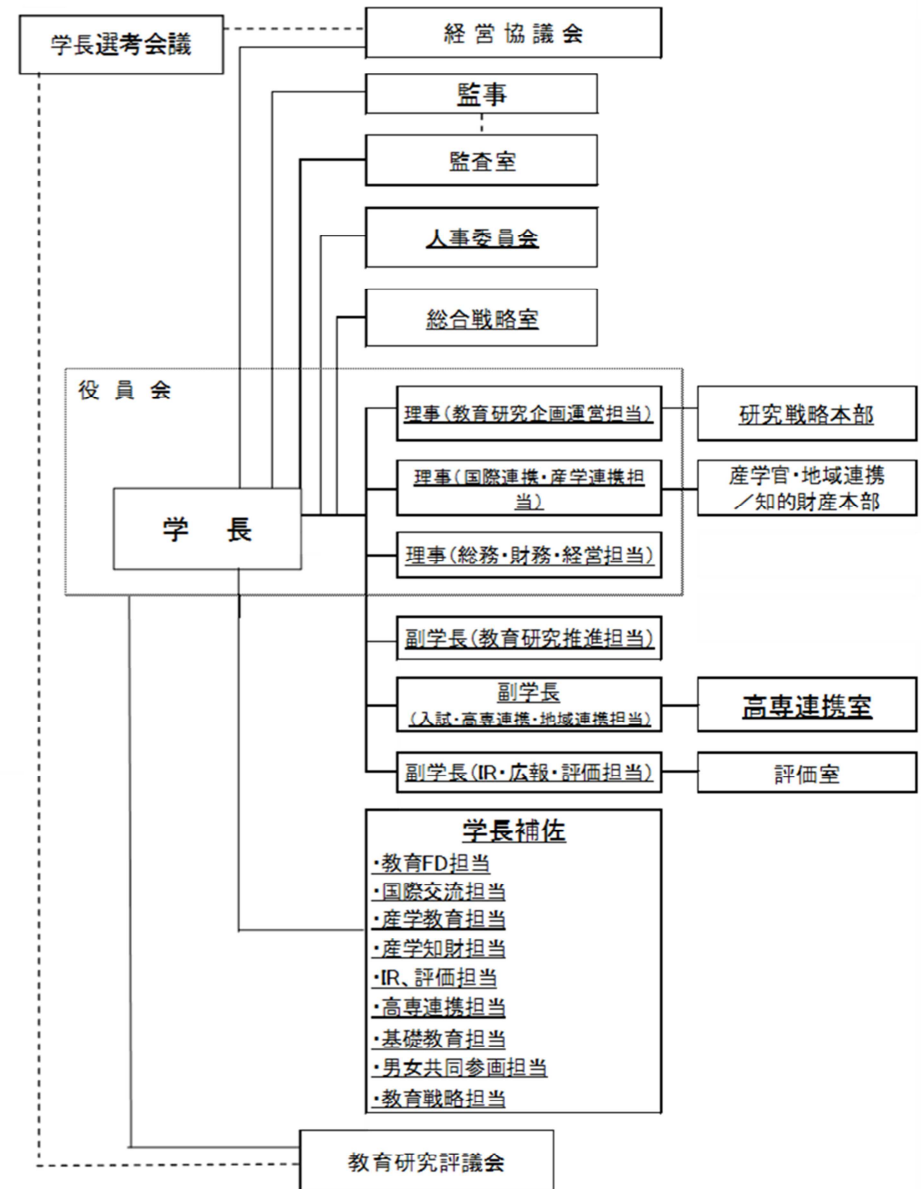 学長選考会議
経営協議会
監事
監査室
人事委員会
総合戦略室
役員会
学長
理事(教育研究企画運営担当)
研究戦略本部
理事(国際連携・産学連携担
当)
産学官・地域連携
/知的財産本部
理事(総務・財務・経営担当)
副学長(教育研究推進担当)
副学長
(入試・高専連携・地域連携担当)
高専連携室
副学長(IR・広報・評価担当)
評価室
学長補佐
・教育FD担当
・国際交流担当
・産学教育担当
・産学知財担当
・IR、評価担当
・高専連携担当
・基礎教育担当
・男女共同参画担当
・教育戦略担当
教育研究評議会